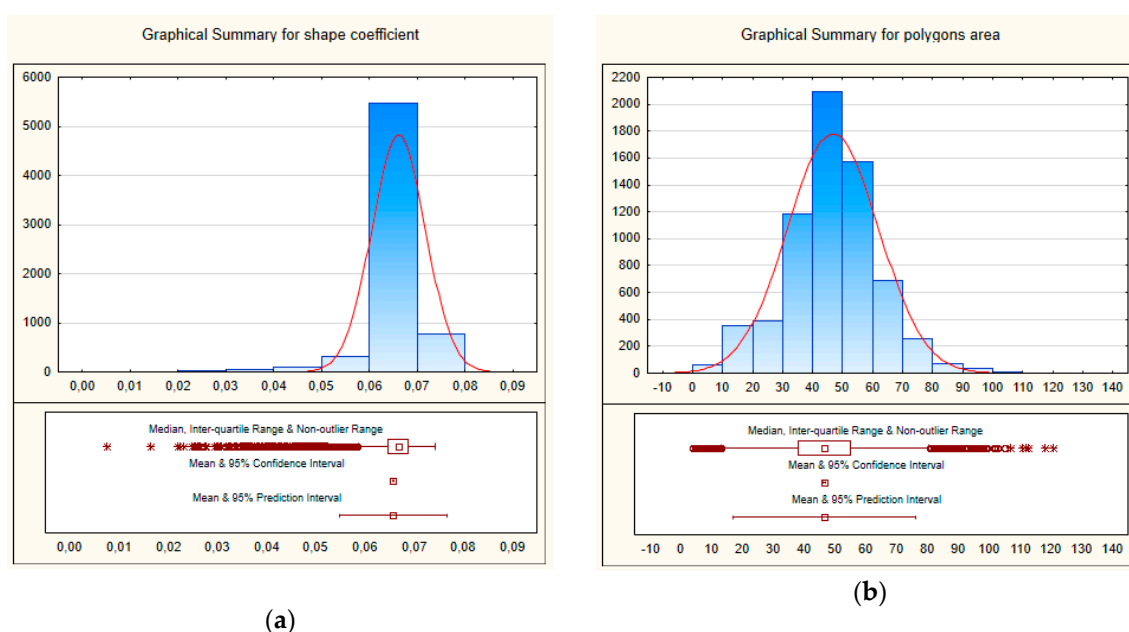 Graphical Summary for shape coefficient
6000
5000
4000
3000
2000
1000
0
0,00 0,01 0,02 0,03 0,04 0,05 0,06 0,07 0,08 0,09
Median, Inter-quartile Range & Non-outlier Range
Mean & 95% Confidence Interval
Mean & 95% Prediction Interval
0,00 0,01 0,02 0,03 0,04 0,05 0,06 0,07 0,08 0,09
(a)
Graphical Summary for polygons area
2200
2000
1800
1600
1400
1200
1000
800
600
400
200
0
-10 0 10 20 30 40 50 60 70 80 90 100 110 120 130 140
Median, Inter-quartile Range & Non-outlier Range
Mean & 95% Confidence Interval
Mean & 95% Prediction Interval
-10 0 10 20 30 40 50 60 70 80 90 100 110 120 130 140
(b)